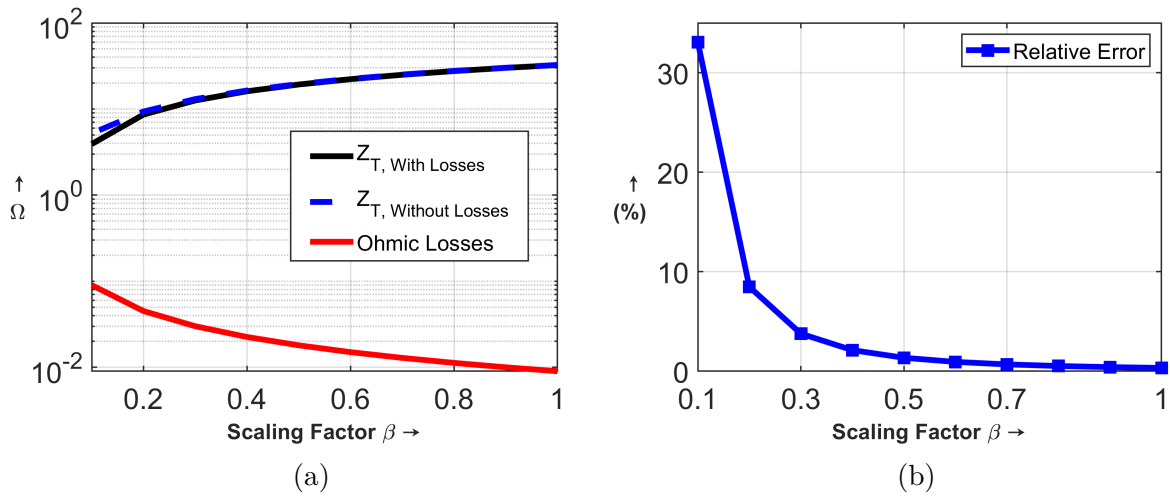 10^2
10^0
10^-2
↑
Ω
Z_T, With Losses
Z_T, Without Losses
Ohmic Losses
0.2 0.4 0.6 0.8 1
Scaling Factor β →
(a)
30
20
10
0
↑
(%)
Relative Error
0.1 0.3 0.5 0.7 1
Scaling Factor β →
(b)